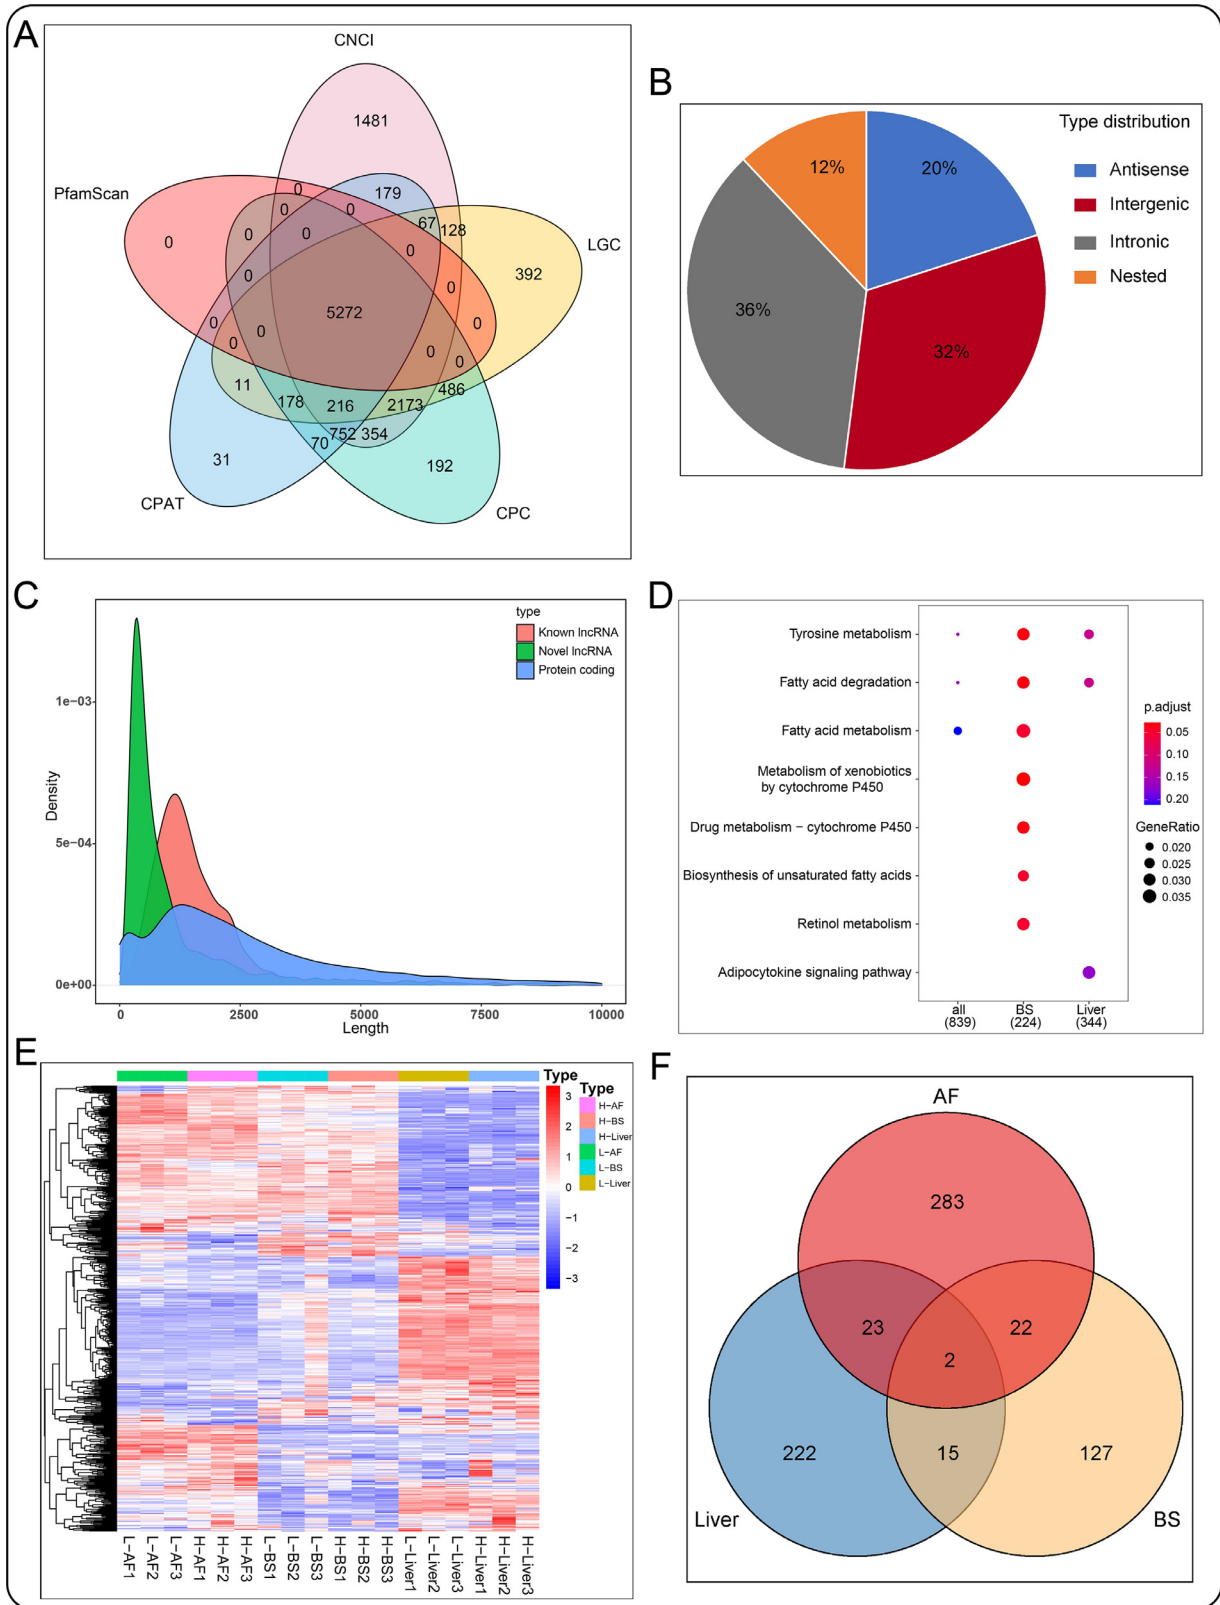 A
CNCI
1481
PfamScan
0
179
0
0
67
128
LGC
0
0
0
0
392
0
0
5272
0
0
0
0
0
0
0
11
486
178
216
2173
752
354
70
31
192
CPAT
CPC
B
Type distribution
12%
20%
Antisense
Intergenic
Intronic
Nested
36%
32%
C
type
Known lncRNA
Novel lncRNA
Protein coding
1e−03
5e−04
0e+00
Density
0
2500
5000
7500
10000
Length
D
Tyrosine metabolism
Fatty acid degradation
Fatty acid metabolism
Metabolism of xenobiotics
by cytochrome P450
Drug metabolism − cytochrome P450
Biosynthesis of unsaturated fatty acids
Retinol metabolism
Adipocytokine signaling pathway
all
(839)
BS
(224)
Liver
(344)
p.adjust
0.05
0.10
0.15
0.20
GeneRatio
0.020
0.025
0.030
0.035
E
Type
3
2
1
0
−1
−2
−3
Type
H−AF
H−BS
H−Liver
L−AF
L−BS
L−Liver
L−AF1
L−AF2
L−AF3
H−AF1
H−AF2
H−AF3
L−BS1
L−BS2
L−BS3
H−BS1
H−BS2
H−BS3
L−Liver1
L−Liver2
L−Liver3
H−Liver1
H−Liver2
H−Liver3
F
AF
283
23
22
2
222
15
127
Liver
BS